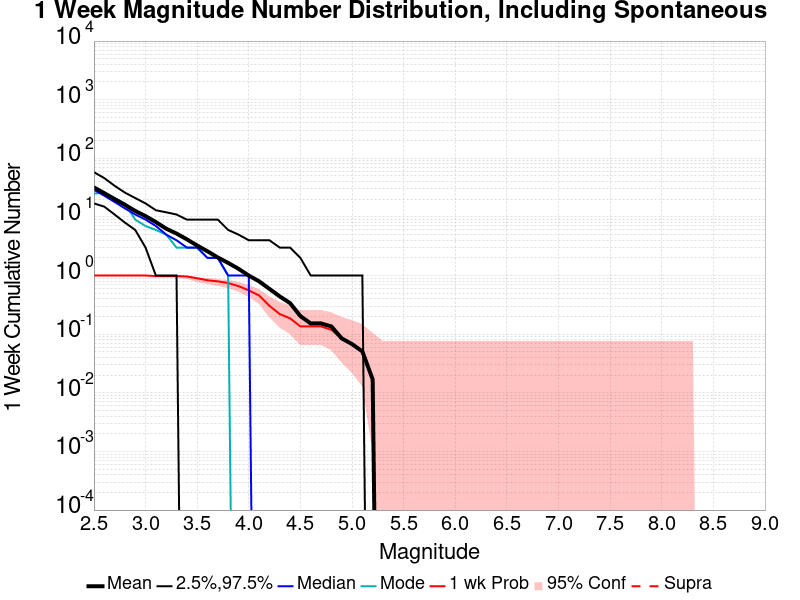 1 Week Magnitude Number Distribution, Including Spontaneous
1 Week Cumulative Number
10^4
10^3
10^2
10^1
10^0
10^-1
10^-2
10^-3
10^-4
2.5 3.0 3.5 4.0 4.5 5.0 5.5 6.0 6.5 7.0 7.5 8.0 8.5 9.0
Magnitude
Mean 2.5%,97.5% Median Mode 1 wk Prob 95% Conf Supra